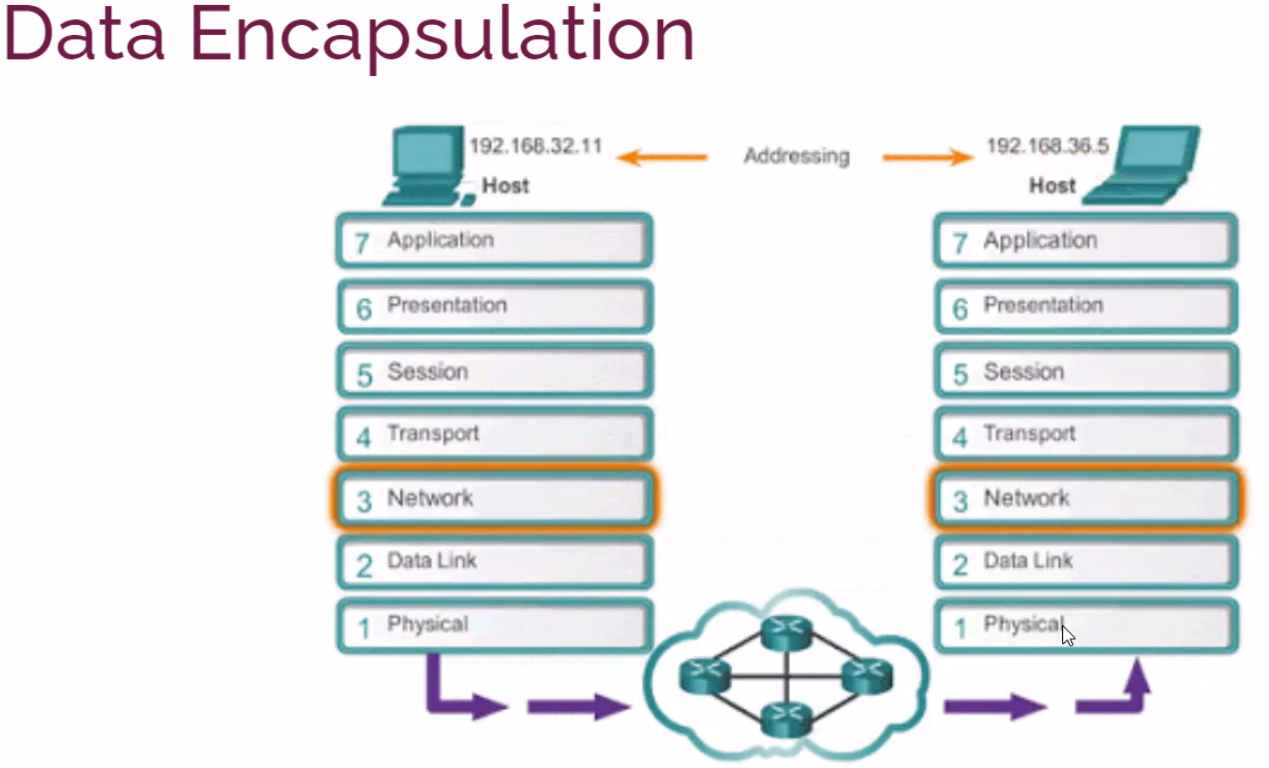 Data Encapsulation
192.168.32.11
Addressing
192.168.36.5
Host
Host
7 Application
7 Application
6 Presentation
6 Presentation
5 Session
5 Session
4 Transport
4 Transport
3 Network
3 Network
2 Data Link
2 Data Link
1 Physical
1 Physical